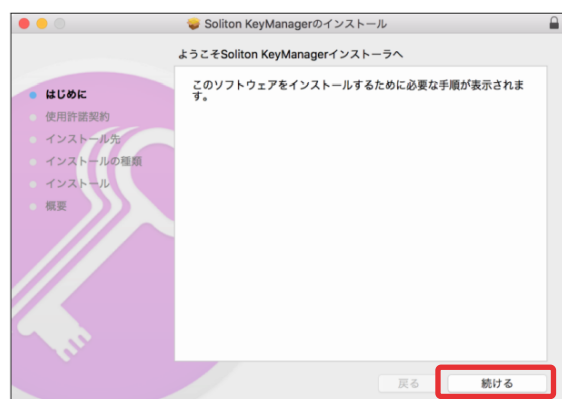 Soliton KeyManagerのインストール
ようこそSoliton KeyManagerインストーラへ
はじめに
使用許諾契約
インストール先
インストールの種類
インストール
概要
このソフトウェアをインストールするために必要な手順が表示されま
す。
戻る
続ける